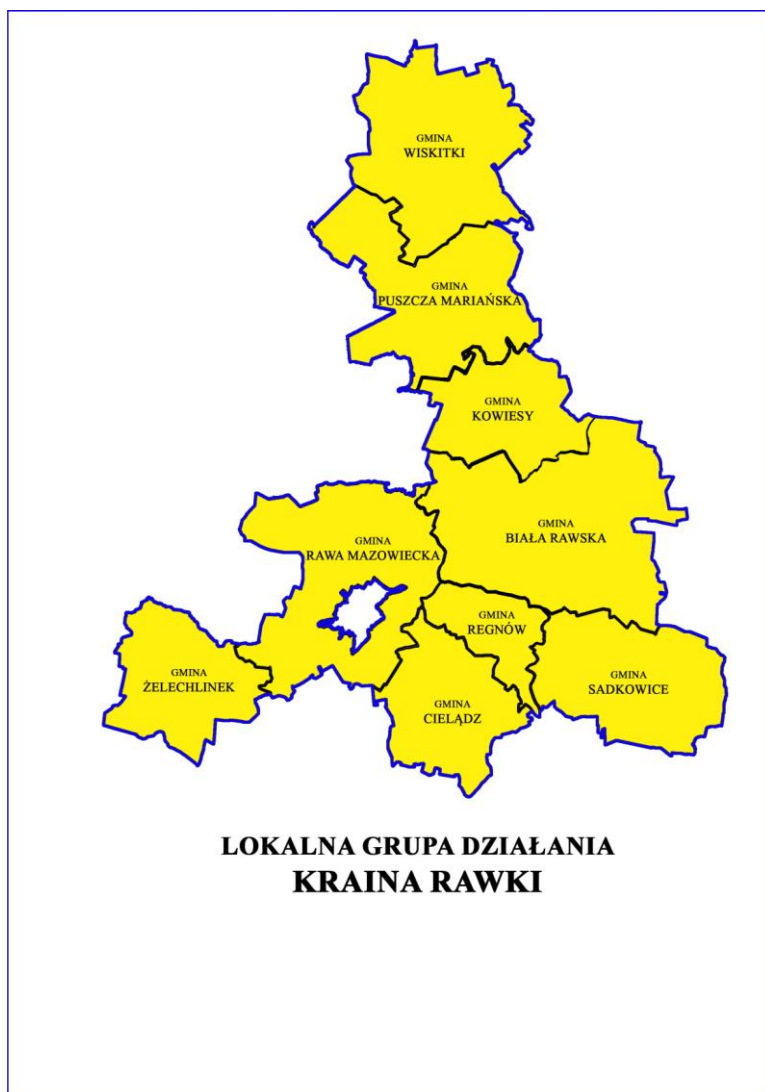 GMINA
WISKITKI
GMINA
PUSZCZA MARIAŃSKA
GMINA
KOWIESY
GMINA
BIAŁA RAWSKA
GMINA
RAWA MAZOWIECKA
GMINA
REGNÓW
GMINA
ŻELECHLINEK
GMINA
SADKOWICE
GMINA
CIELĄDZ
LOKALNA GRUPA DZIAŁANIA
KRAINA RAWKI